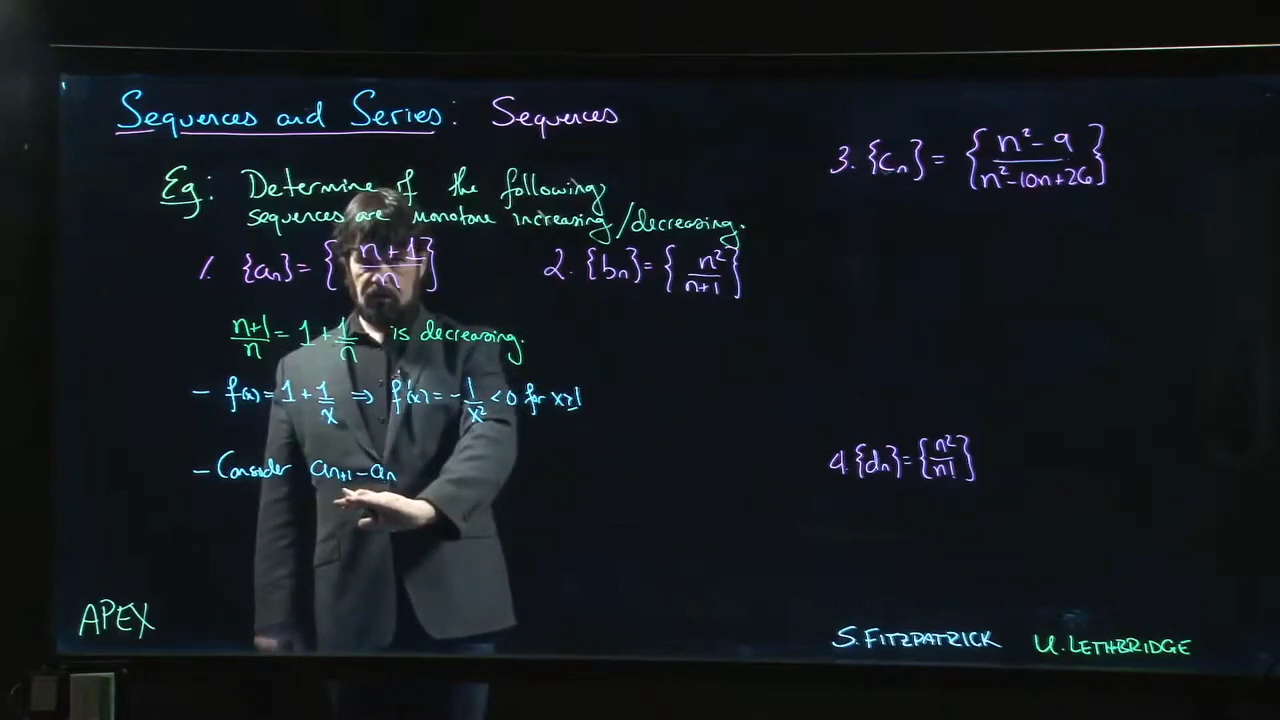 Sequences and Series: Sequences
Eg: Determine if the following
sequences are monotone increasing/decreasing.
1. {aₙ} = { (n+1)/n }
(n+1)/n = 1 + 1/n is decreasing.
- f(x) = 1 + 1/x ⇒ f'(x) = -1/x² < 0 for x ≥ 1
- Consider aₙ₊₁ - aₙ
2. {bₙ} = { n²/(n+1) }
3. {cₙ} = { (n² - 9)/(n² - 10n + 26) }
4. {dₙ} = { n²/n! }
APEX
S. FITZPATRICK U. LETHBRIDGE